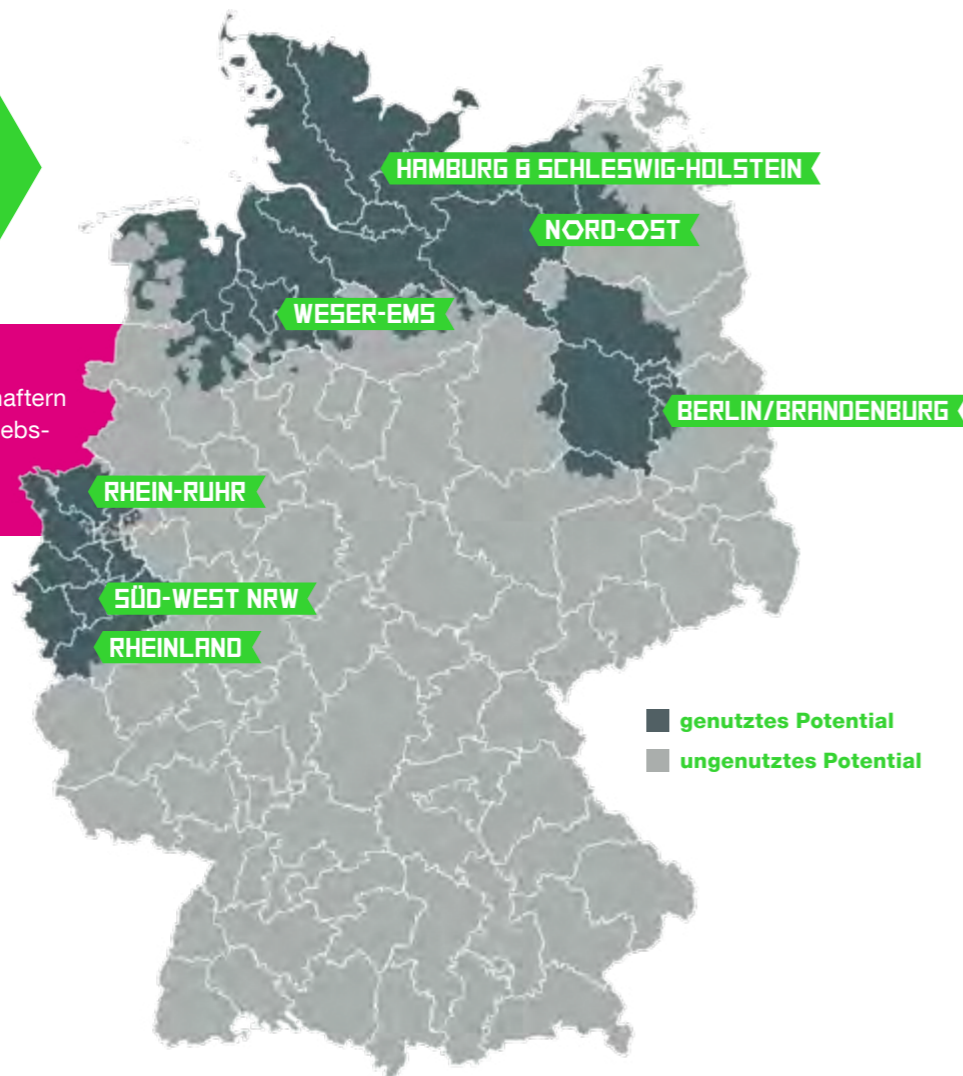 HAMBURG & SCHLESWIG-HOLSTEIN
NORD-OST
WESER-EMS
aftern
ebs-
BERLIN/BRANDENBURG
RHEIN-RUHR
SÜD-WEST NRW
RHEINLAND
genutztes Potential
ungenutztes Potential